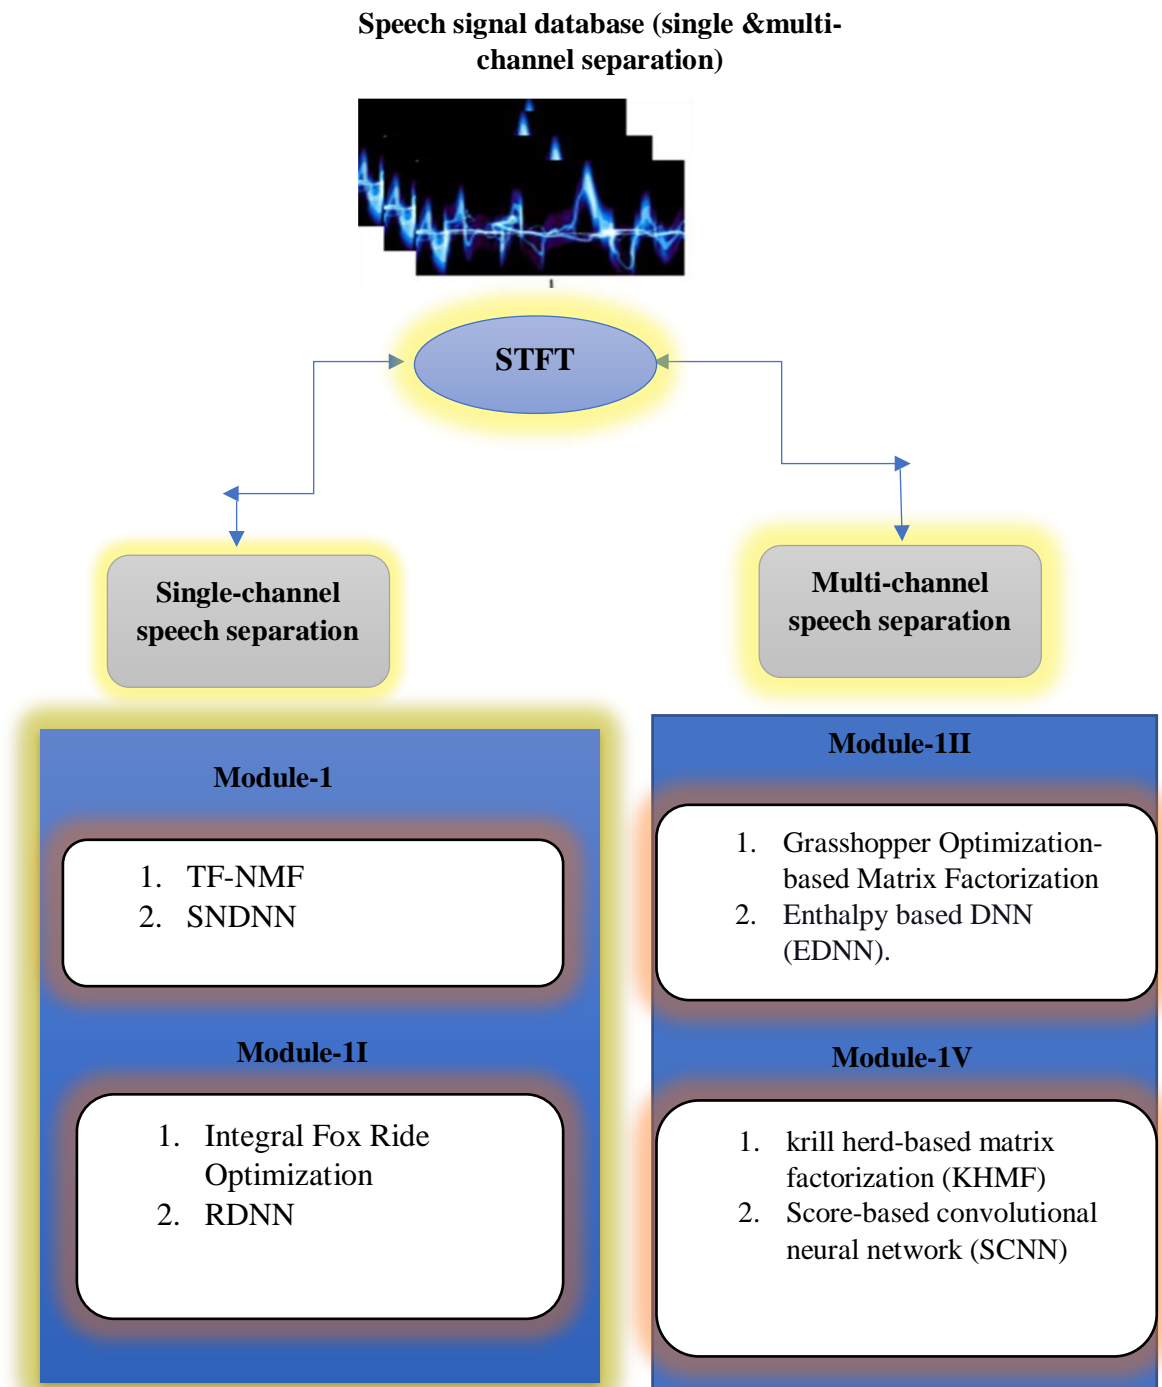 Speech signal database (single &multi-
channel separation)
STFT
Single-channel
speech separation
Multi-channel
speech separation
Module-1
1. TF-NMF
2. SNDNN
Module-1I
1. Integral Fox Ride
Optimization
2. RDNN
Module-1II
1. Grasshopper Optimization-
based Matrix Factorization
2. Enthalpy based DNN
(EDNN).
Module-1V
1. krill herd-based matrix
factorization (KHMF)
2. Score-based convolutional
neural network (SCNN)